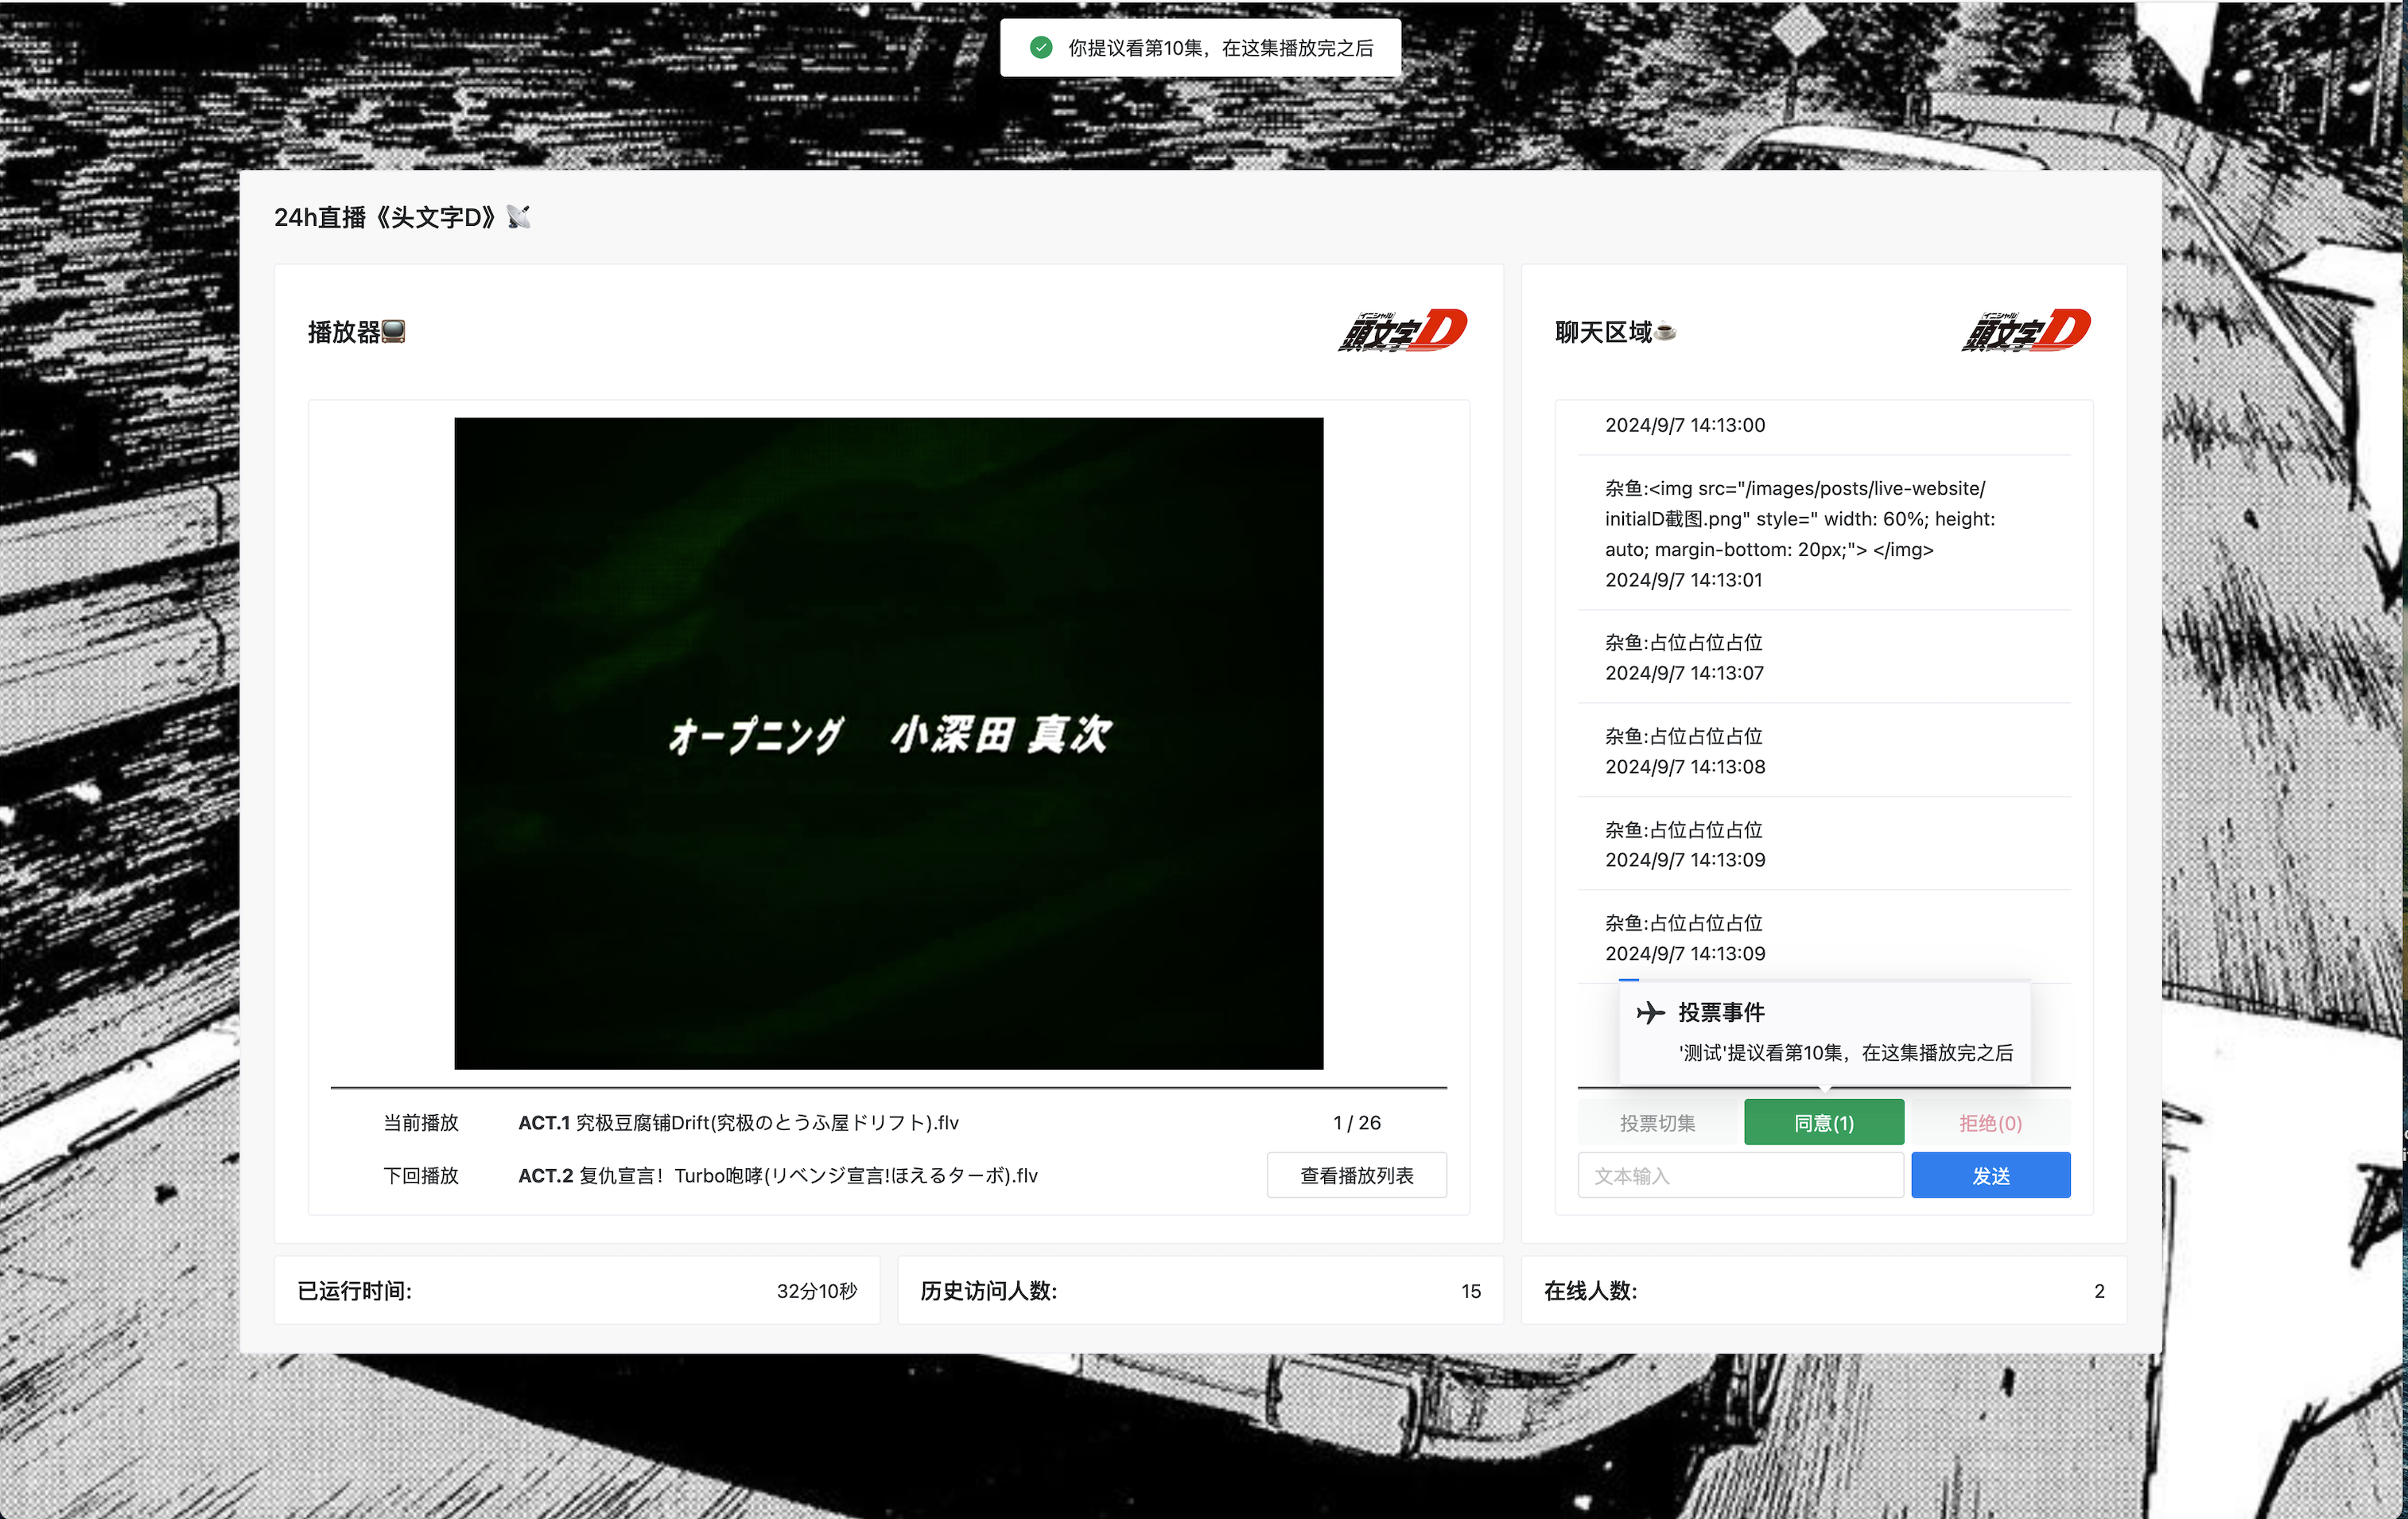 你提议看第10集，在这集播放完之后
24h直播《头文字D》
播放器
イニシャル
頭文字D
当前播放 ACT.1 究极豆腐铺Drift(究极のとうふ屋ドリフト).flv 1 / 26
下回播放 ACT.2 复仇宣言！Turbo咆哮(リベンジ宣言!ほえるターボ).flv 查看播放列表
オープニング 小深田 真次
聊天区域
イニシャル
頭文字D
2024/9/7 14:13:00
杂鱼:<img src="/images/posts/live-website/
initialD截图.png" style=" width: 60%; height:
auto; margin-bottom: 20px;"> </img>
2024/9/7 14:13:01
杂鱼:占位占位占位
2024/9/7 14:13:07
杂鱼:占位占位占位
2024/9/7 14:13:08
杂鱼:占位占位占位
2024/9/7 14:13:09
杂鱼:占位占位占位
2024/9/7 14:13:09
投票事件
'测试'提议看第10集，在这集播放完之后
投票切集 同意(1) 拒绝(0)
文本输入 发送
已运行时间: 32分10秒
历史访问人数: 15
在线人数: 2